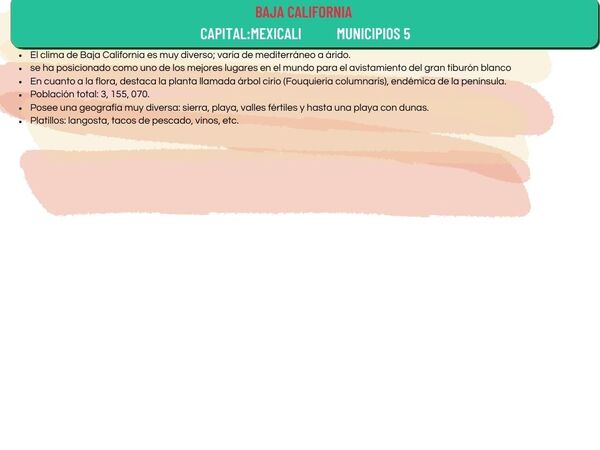 BAJA CALIFORNIA
CAPITAL:MEXICALI MUNICIPIOS 5
• El clima de Baja California es muy diverso; varia de mediterráneo a árido.
• se ha posicionado como uno de los mejores lugares en el mundo para el avistamiento del gran tiburón blanco
• En cuanto a la flora, destaca la planta llamada árbol cirio (Fouquieria columnaris), endémica de la península.
• Población total: 3, 155, 070.
• Posee una geografía muy diversa: sierra, playa, valles fértiles y hasta una playa con dunas.
• Platillos: langosta, tacos de pescado, vinos, etc.